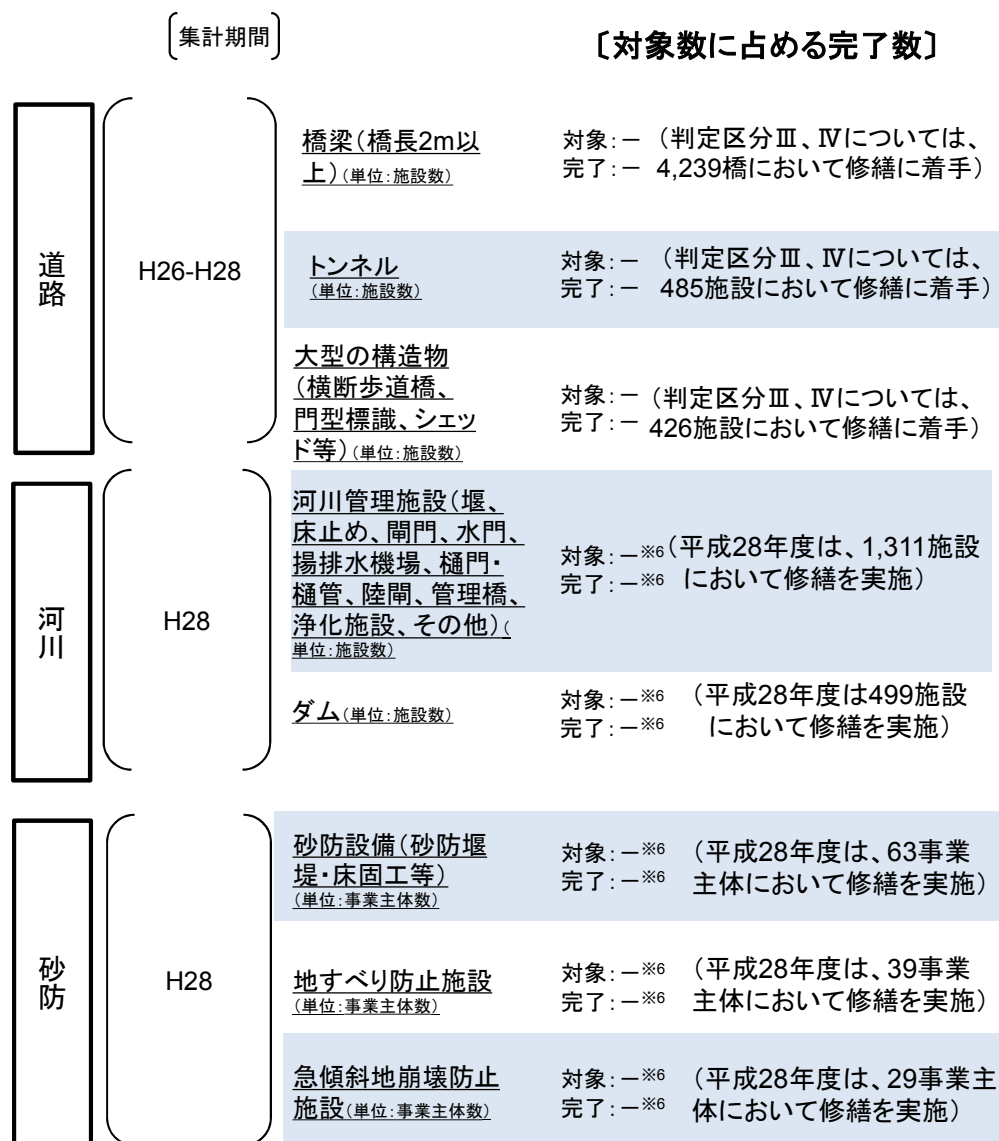 集計期間
〔対象数に占める完了数〕
道路
H26-H28
橋梁(橋長2m以
上)(単位:施設数)
対象:－ (判定区分Ⅲ、Ⅳについては、
完了:－ 4,239橋において修繕に着手)
トンネル
(単位:施設数)
対象:－ (判定区分Ⅲ、Ⅳについては、
完了:－ 485施設において修繕に着手)
大型の構造物
(横断歩道橋、
門型標識、シェッ
ド等)(単位:施設数)
対象:－ (判定区分Ⅲ、Ⅳについては、
完了:－ 426施設において修繕に着手)
河川
H28
河川管理施設(堰、
床止め、閘門、水門、
揚排水機場、樋門・
樋管、陸閘、管理橋、
浄化施設、その他)(
単位:施設数)
対象:－※6 (平成28年度は、1,311施設
完了:－※6 において修繕を実施)
ダム(単位:施設数)
対象:－※6 (平成28年度は499施設
完了:－※6 において修繕を実施)
砂防
H28
砂防設備(砂防堰
堤・床固工等)
(単位:事業主体数)
対象:－※6 (平成28年度は、63事業
完了:－※6 主体において修繕を実施)
地すべり防止施設
(単位:事業主体数)
対象:－※6 (平成28年度は、39事業
完了:－※6 主体において修繕を実施)
急傾斜地崩壊防止
施設(単位:事業主体数)
対象:－※6 (平成28年度は、29事業主
完了:－※6 体において修繕を実施)